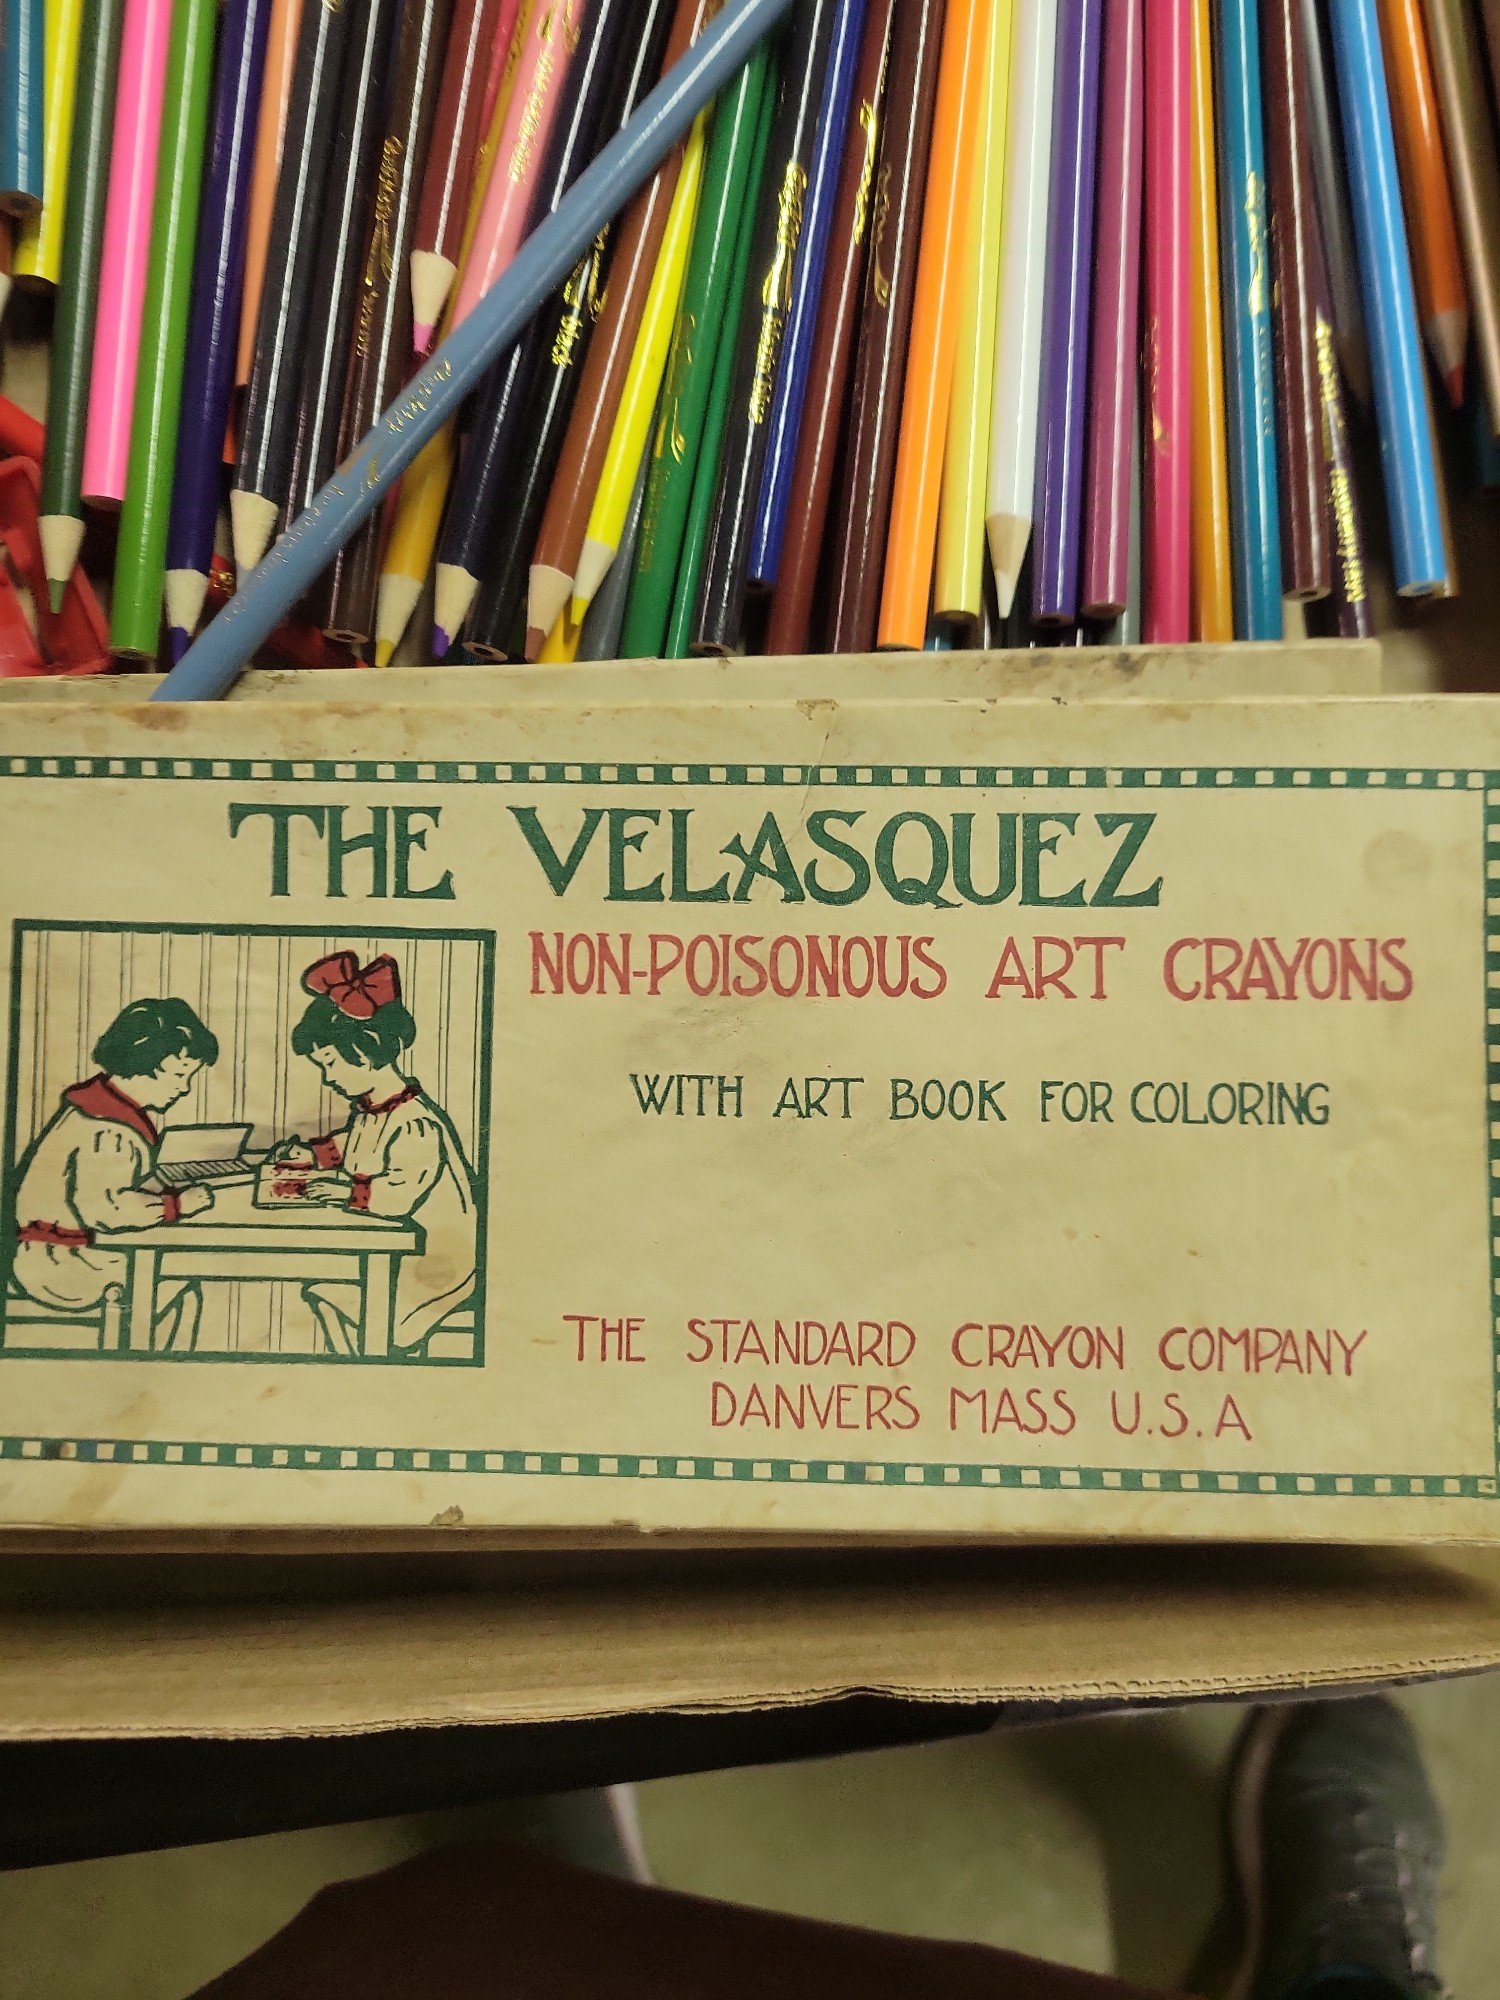 THE VELASQUEZ
NON-POISONOUS ART CRAYONS
WITH ART BOOK FOR COLORING
THE STANDARD CRAYON COMPANY
DANVERS MASS U.S.A